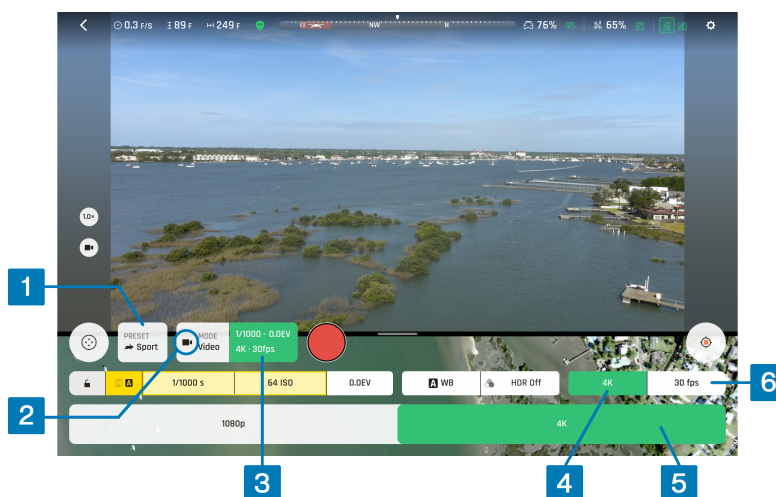 0.3 F/S
89 F
249 F
W
NW
N
76%
65%
1.0×
1
PRESET
Sport
MODE
Video
1/1000 - 0.0EV
4K - 30fps
A
1/1000 s
64 ISO
0.0EV
A WB
HDR Off
4K
30 fps
6
2
1080p
4K
3
4
5